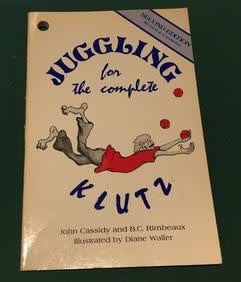 SECOND EDITION
JUGGLING
for
the complete
KLUTZ
John Cassidy and B.C. Rimbeaux
Illustrated by Diane Waller